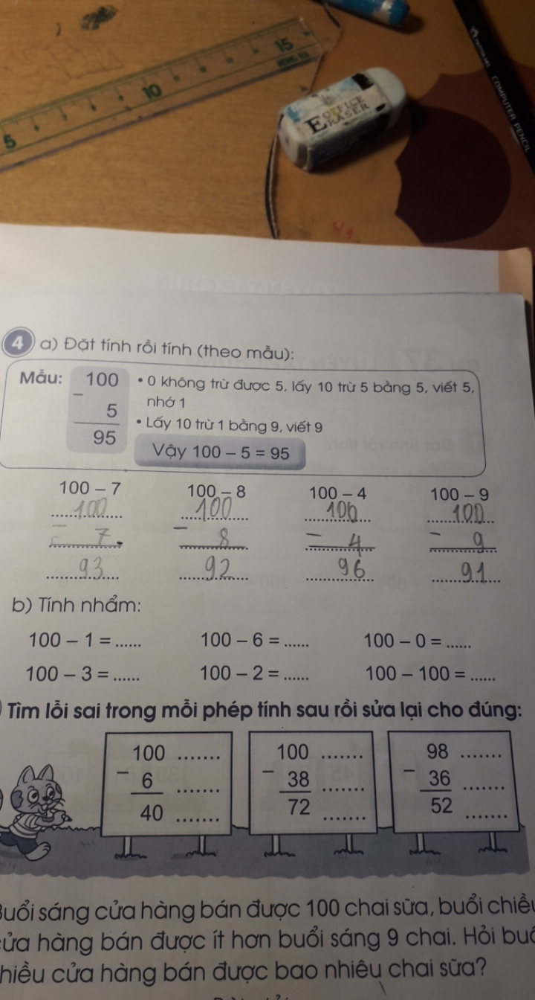 15
10
5
OFFICE
ERASER
COMPUTER PENCIL
4 a) Đặt tính rồi tính (theo mẫu):
Mẫu: 100 • 0 không trừ được 5, lấy 10 trừ 5 bằng 5, viết 5,
− 5 nhớ 1
95 • Lấy 10 trừ 1 bằng 9, viết 9
Vậy 100 − 5 = 95
100 − 7 100 − 8 100 − 4 100 − 9
100 100 100 100
− 7 − 8 − 4 − 9
93 92 96 91
b) Tính nhẩm:
100 − 1 = ...... 100 − 6 = ...... 100 − 0 = ......
100 − 3 = ...... 100 − 2 = ...... 100 − 100 = ......
Tìm lỗi sai trong mỗi phép tính sau rồi sửa lại cho đúng:
100 ....... 100 ....... 98 .......
− 6 ....... − 38 ....... − 36 .......
40 ....... 72 ....... 52 .......
Buổi sáng cửa hàng bán được 100 chai sữa, buổi chiều
cửa hàng bán được ít hơn buổi sáng 9 chai. Hỏi buổi
chiều cửa hàng bán được bao nhiêu chai sữa?